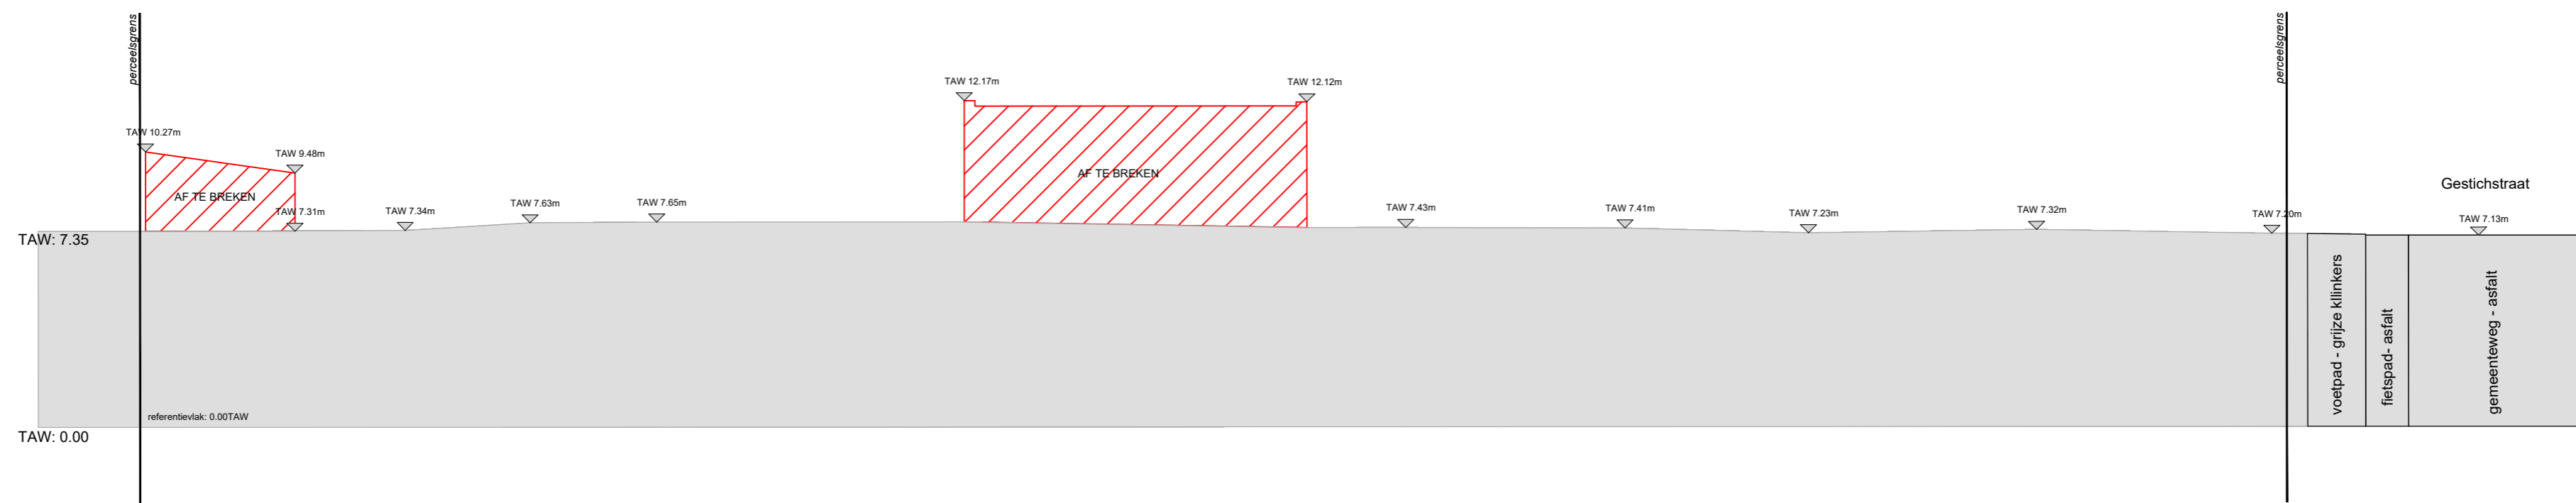 perceelsgrens
perceelsgrens
TAW 12.17m
TAW 12.12m
TAW 10.27m
TAW 9.48m
AF TE BREKEN
AF TE BREKEN
Gestichstraat
TAW 7.31m
TAW 7.34m
TAW 7.63m
TAW 7.65m
TAW 7.43m
TAW 7.41m
TAW 7.23m
TAW 7.32m
TAW 7.20m
TAW 7.13m
TAW: 7.35
voetpad - grijze kllinkers
fietspad- asfalt
gemeenteweg - asfalt
referentievlak: 0.00TAW
TAW: 0.00